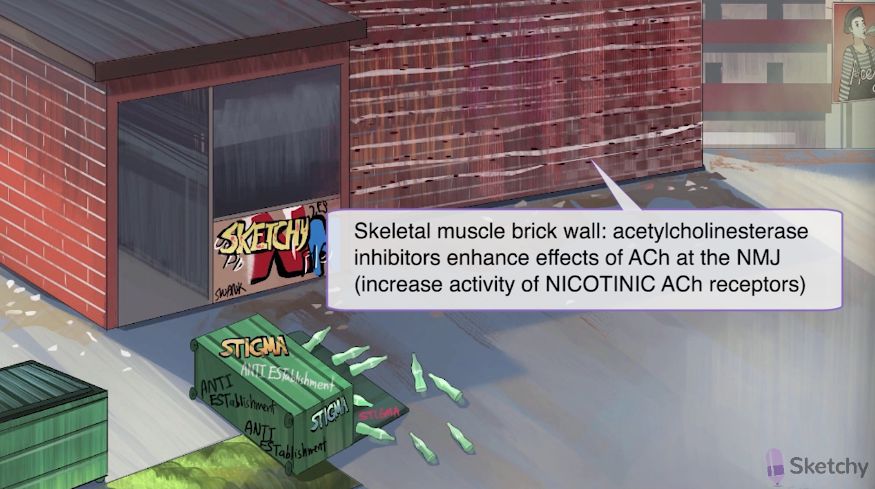 SKETCHY
N
Skeletal muscle brick wall: acetylcholinesterase
inhibitors enhance effects of ACh at the NMJ
(increase activity of NICOTINIC ACh receptors)
STIGMA
ANTI ESTablishment
ANTI
ESTablishment
STIGMA
STIGMA
ANTI
ESTablishment
Sketchy